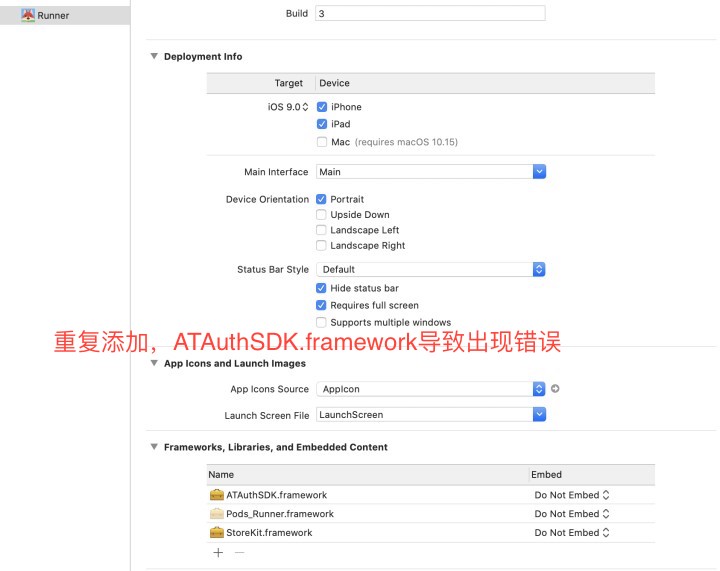 Runner
Build 3
Deployment Info
Target Device
iOS 9.0 iPhone
iPad
Mac (requires macOS 10.15)
Main Interface Main
Device Orientation Portrait
Upside Down
Landscape Left
Landscape Right
Status Bar Style Default
Hide status bar
Requires full screen
Supports multiple windows
重复添加，ATAuthSDK.framework导致出现错误
App Icons and Launch Images
App Icons Source AppIcon
Launch Screen File LaunchScreen
Frameworks, Libraries, and Embedded Content
Name Embed
ATAuthSDK.framework Do Not Embed
Pods_Runner.framework Do Not Embed
StoreKit.framework Do Not Embed